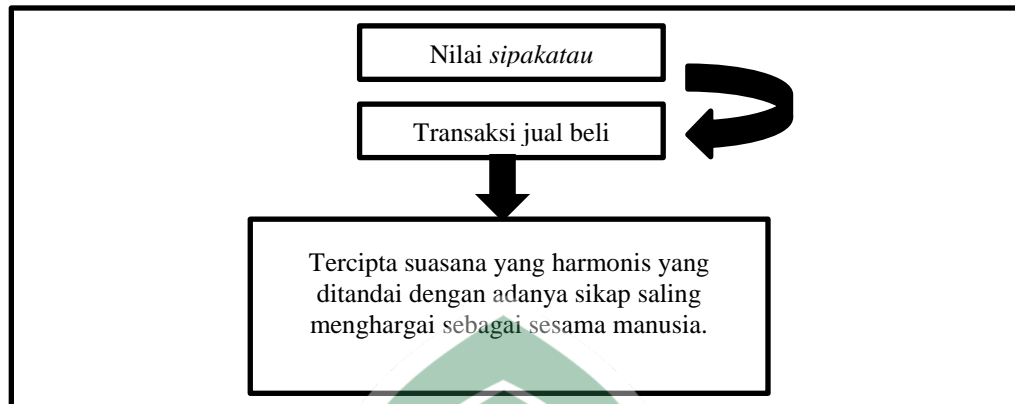 Nilai sipakatau
Transaksi jual beli
Tercipta suasana yang harmonis yang
ditandai dengan adanya sikap saling
menghargai sebagai sesama manusia.